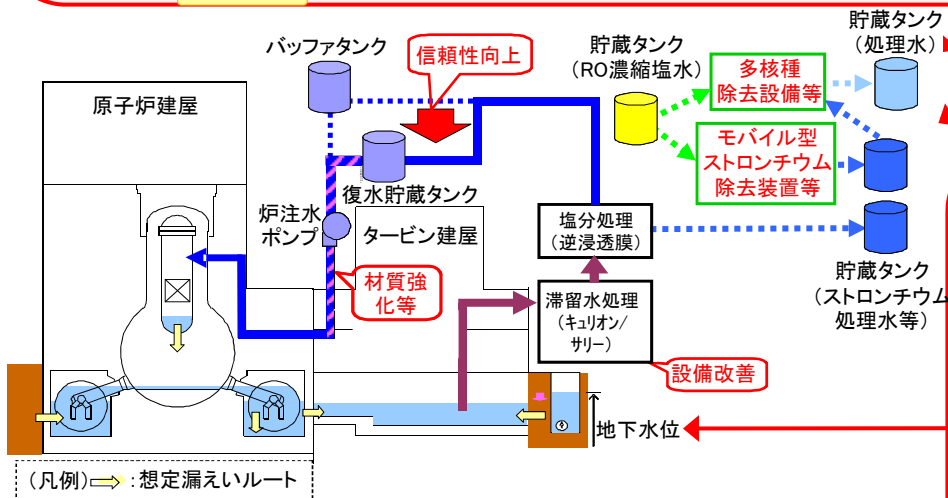 バッファタンク
信頼性向上
貯蔵タンク
(RO濃縮塩水)
多核種
除去設備等
貯蔵タンク
(処理水)
原子炉建屋
モバイル型
ストロンチウム
除去装置等
復水貯蔵タンク
炉注水
ポンプ
タービン建屋
塩分処理
(逆浸透膜)
材質強
化等
滞留水処理
(キュリオン/
サリー)
貯蔵タンク
(ストロンチウム
処理水等)
設備改善
地下水位
(凡例) :想定漏えいルート